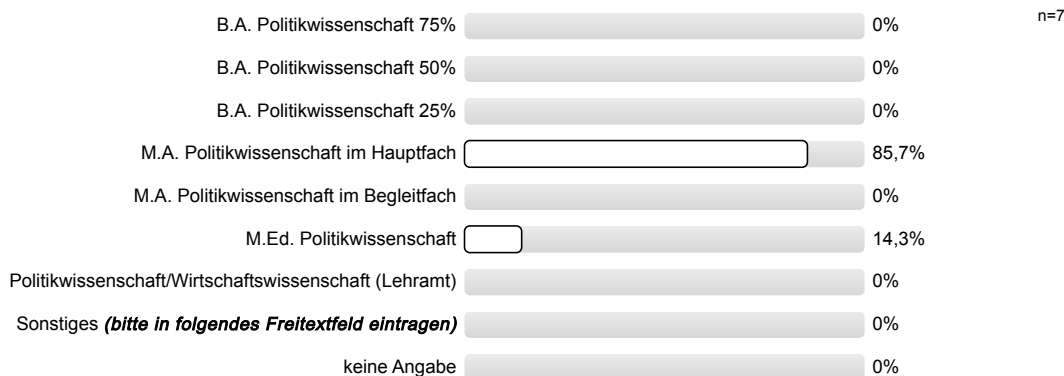 B.A. Politikwissenschaft 75% 0% n=7
B.A. Politikwissenschaft 50% 0%
B.A. Politikwissenschaft 25% 0%
M.A. Politikwissenschaft im Hauptfach 85,7%
M.A. Politikwissenschaft im Begleitfach 0%
M.Ed. Politikwissenschaft 14,3%
Politikwissenschaft/Wirtschaftswissenschaft (Lehramt) 0%
Sonstiges (bitte in folgendes Freitextfeld eintragen) 0%
keine Angabe 0%